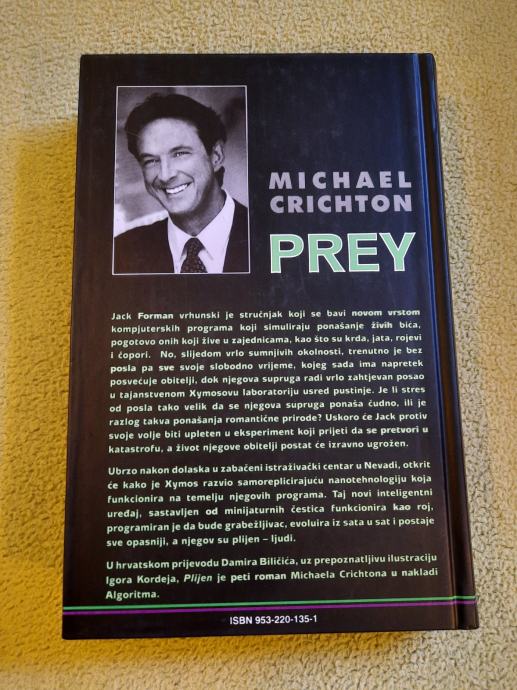 MICHAEL
CRICHTON
PREY
Jack Forman vrhunski je stručnjak koji se bavi novom vrstom
kompjuterskih programa koji simuliraju ponašanje živih bića,
pogotovo onih koji žive u zajednicama, kao što su krda, jata, rojevi
i čopori. No, slijedom vrlo sumnjivih okolnosti, trenutno je bez
posla pa sve svoje slobodno vrijeme, kojeg sada ima napretek
posvećuje obitelji, dok njegova supruga radi vrlo zahtjevan posao
u tajanstvenom Xymosovu laboratoriju usred pustinje. Je li stres
od posla tako velik da se njegova supruga ponaša čudno, ili je
razlog takva ponašanja romantične prirode? Uskoro će Jack protiv
svoje volje biti upleten u eksperiment koji prijeti da se pretvori u
katastrofu, a život njegove obitelji postat će izravno ugrožen.
Ubrzo nakon dolaska u zabačeni istraživački centar u Nevadi, otkrit
će kako je Xymos razvio samoreplicirajuću nanotehnologiju koja
funkcionira na temelju njegovih programa. Taj novi inteligentni
uređaj, sastavljen od minijaturnih čestica funkcionira kao roj,
programiran je da bude grabežljivac, evoluira iz sata u sat i postaje
sve opasniji, a njegov su plijen – ljudi.
U hrvatskom prijevodu Damira Biličića, uz prepoznatljivu ilustraciju
Igora Kordeja, Plijen je peti roman Michaela Crichtona u nakladi
Algoritma.
ISBN 953-220-135-1